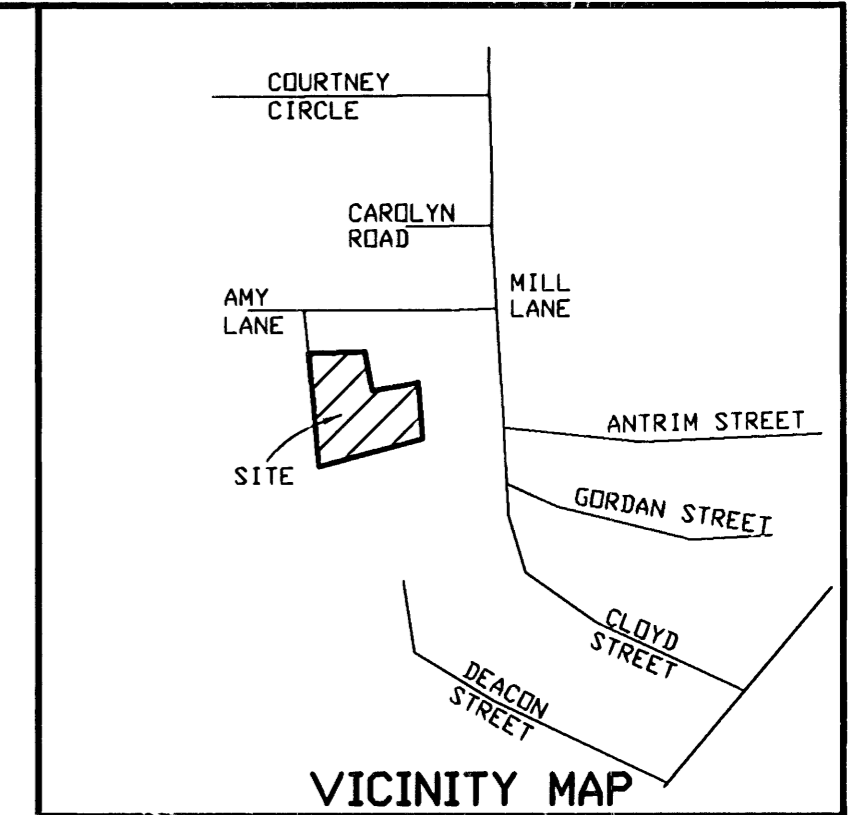 COURTNEY
CIRCLE
CAROLYN
ROAD
AMY
LANE
MILL
LANE
ANTRIM STREET
SITE
GORDAN STREET
CLOYD
STREET
DEACON
STREET
VICINITY MAP